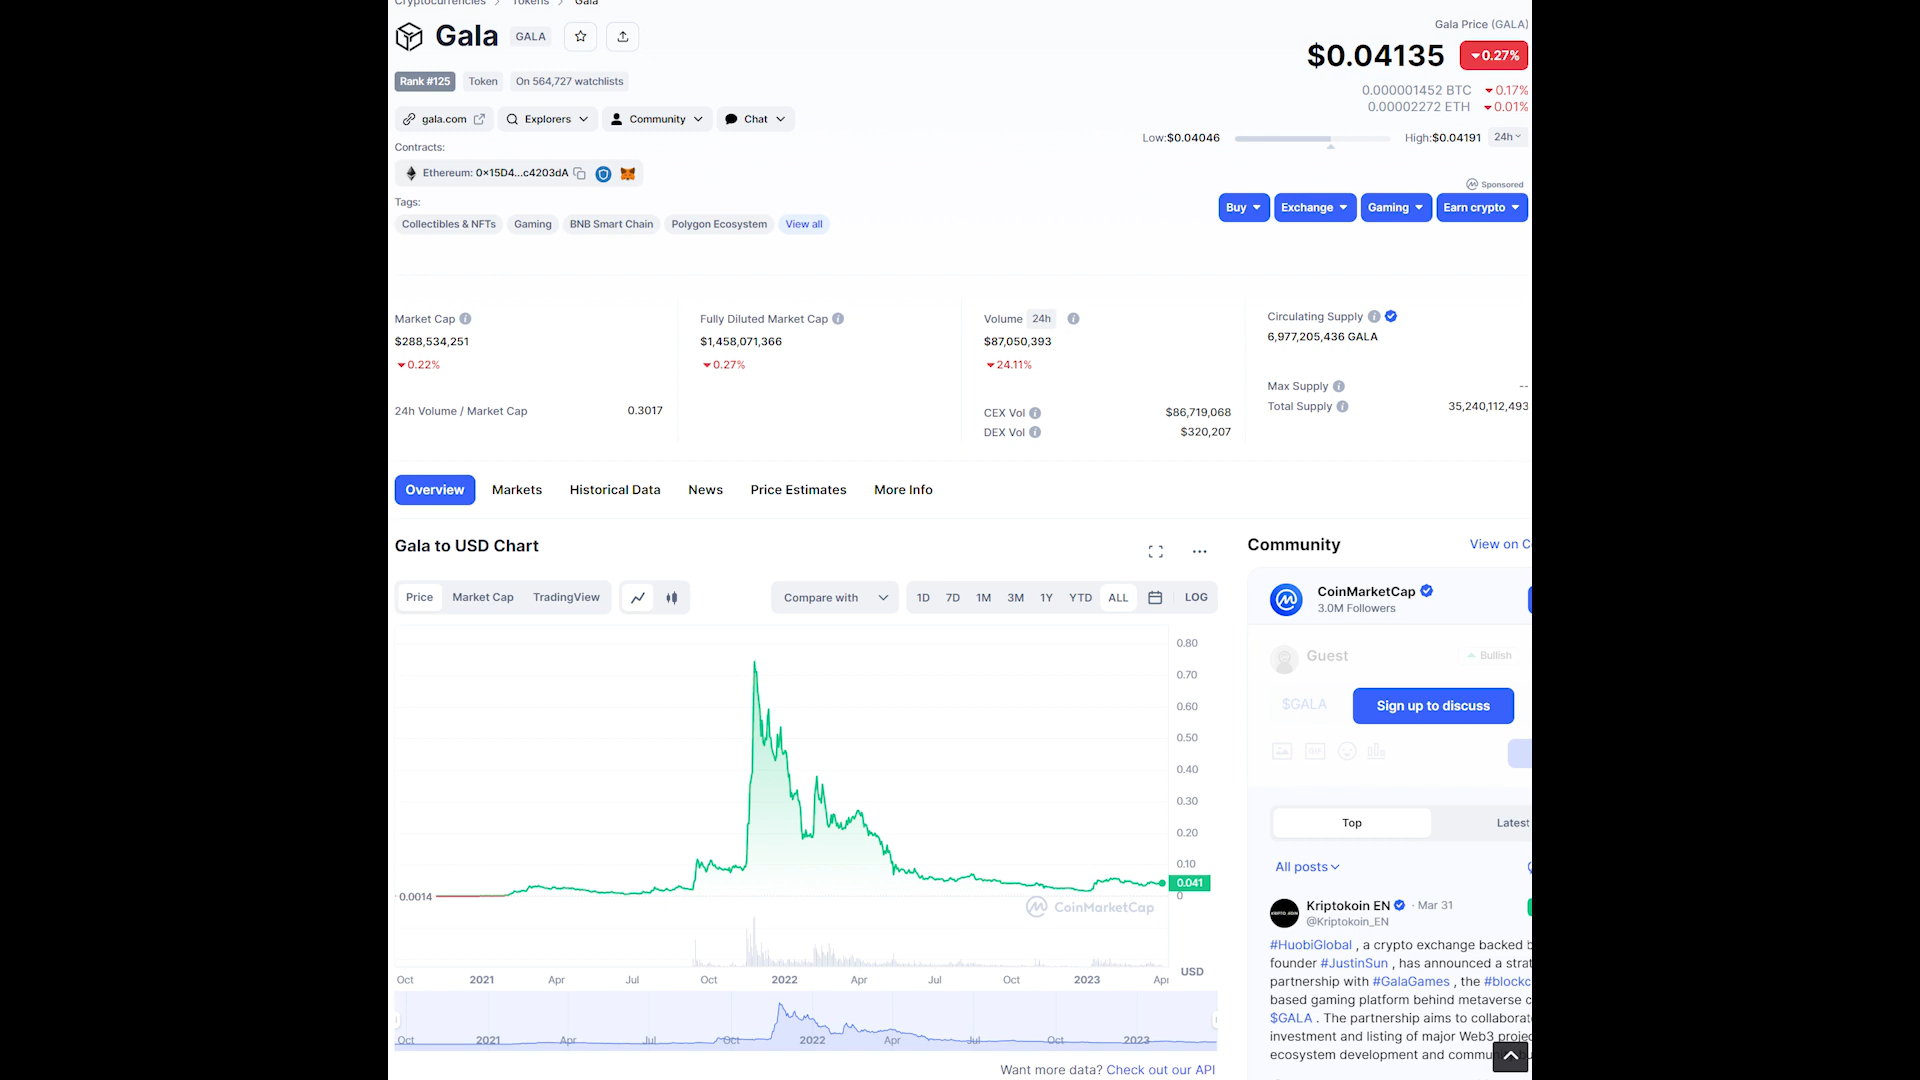 Cryptocurrencies > Tokens > Gala
Gala GALA
Rank #125 Token On 564,727 watchlists
gala.com Explorers Community Chat
Contracts:
Ethereum: 0x15D4...c4203dA
Tags:
Collectibles & NFTs Gaming BNB Smart Chain Polygon Ecosystem View all
Gala Price (GALA)
$0.04135 0.27%
0.000001452 BTC 0.17%
0.00002272 ETH 0.01%
Low:$0.04046 High:$0.04191 24h
Sponsored
Buy Exchange Gaming Earn crypto
Market Cap
$288,534,251
0.22%
24h Volume / Market Cap 0.3017
Fully Diluted Market Cap
$1,458,071,366
0.27%
Volume 24h
$87,050,393
24.11%
CEX Vol $86,719,068
DEX Vol $320,207
Circulating Supply
6,977,205,436 GALA
Max Supply --
Total Supply 35,240,112,493
Overview Markets Historical Data News Price Estimates More Info
Gala to USD Chart
Price Market Cap TradingView
Compare with 1D 7D 1M 3M 1Y YTD ALL LOG
0.80
0.70
0.60
0.50
0.40
0.30
0.20
0.10
0.041
0
0.0014
CoinMarketCap
Oct 2021 Apr Jul Oct 2022 Apr Jul Oct 2023 Apr
USD
Oct 2021 Apr Jul Oct 2022 Apr Jul Oct 2023
Want more data? Check out our API
Community View on C
CoinMarketCap
3.0M Followers
Guest Bullish
$GALA Sign up to discuss
GIF
Top Latest
All posts
Kriptokoin EN · Mar 31
@Kriptokoin_EN
#HuobiGlobal , a crypto exchange backed b
founder #JustinSun , has announced a strat
partnership with #GalaGames , the #blockc
based gaming platform behind metaverse c
$GALA . The partnership aims to collaborat
investment and listing of major Web3 projec
ecosystem development and commu